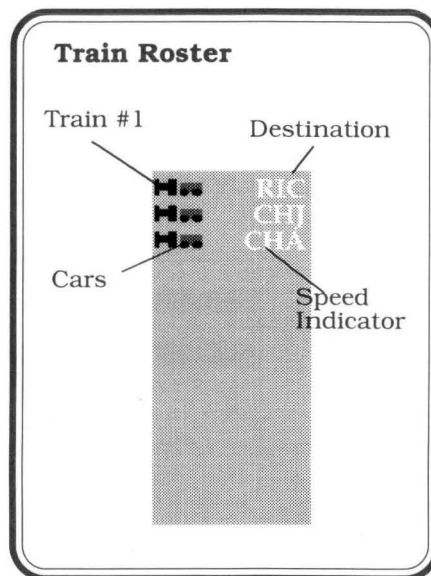 Train Roster
Train #1
Destination
RIC
CHJ
CHA
Cars
Speed
Indicator